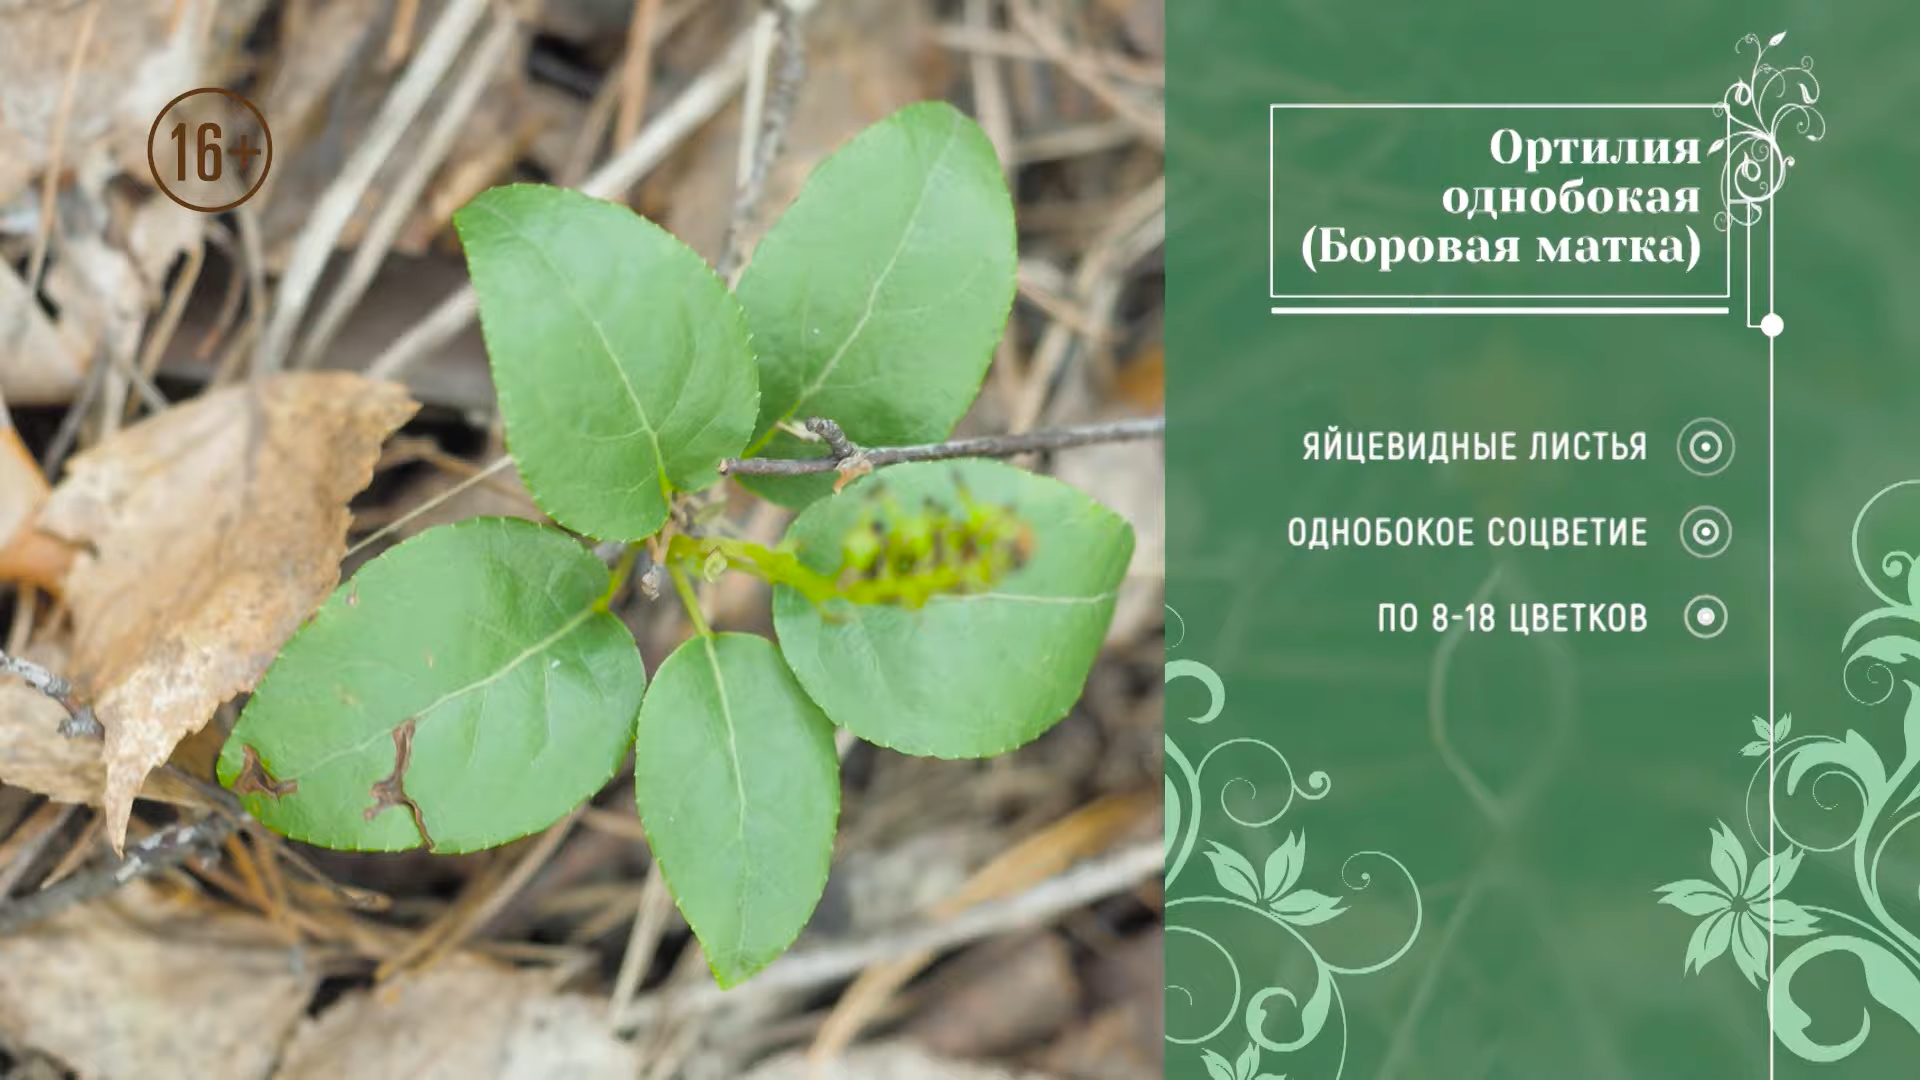 16+
Ортилия
однобокая
(Боровая матка)
ЯЙЦЕВИДНЫЕ ЛИСТЬЯ
ОДНОБОКОЕ СОЦВЕТИЕ
ПО 8-18 ЦВЕТКОВ